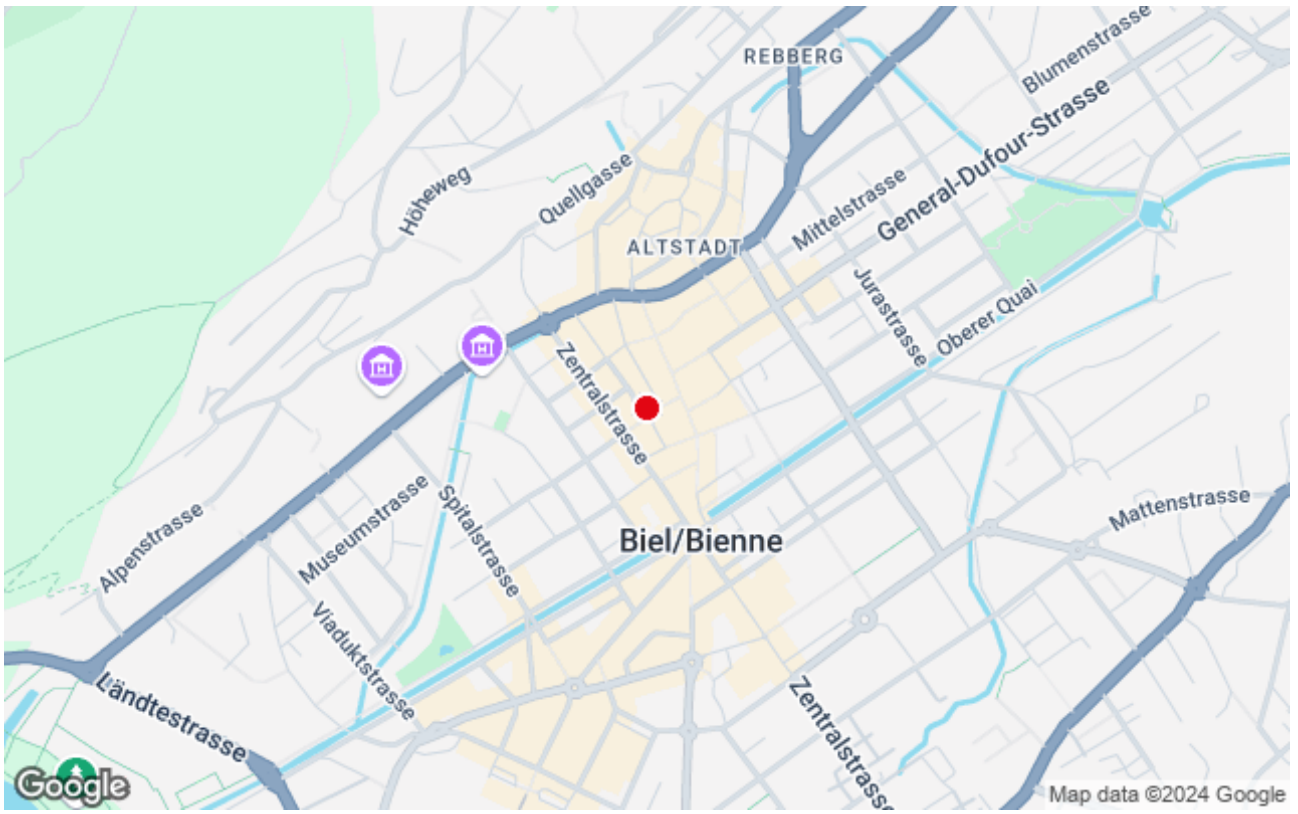 REBBERG
Blumenstrasse
General-Dufour-Strasse
Höheweg
Quellgasse
Mittelstrasse
ALTSTADT
Jurastrasse
Oberer Quai
H
H
Zentralstrasse
Alpenstrasse
Museumstrasse
Spitalstrasse
Mattenstrasse
Biel/Bienne
Viaduktstrasse
Ländtestrasse
Zentralstrasse
Google
Map data ©2024 Google